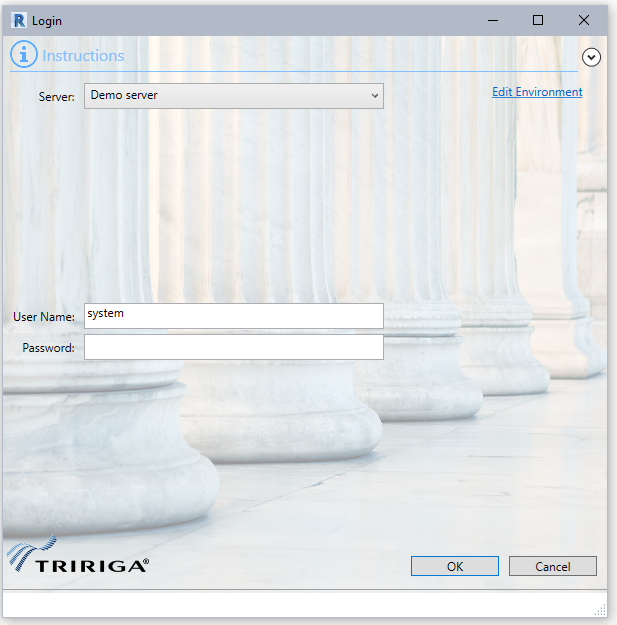 R Login
Instructions
Server: Demo server
Edit Environment
User Name: system
Password:
TRIRIGA®
OK Cancel